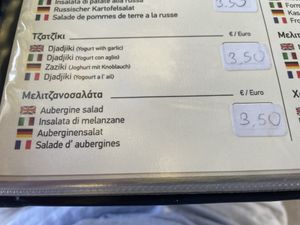 Insalata di patate alla russa
Russischer Kartoffelsalat
Salade de pommes de terre a la russe
3.50
Τζατζίκι
€ / Euro
Djadjiki (Yogurt with garlic)
Djadjiki (Yogurt con aglio)
Zaziki (Joghurt mit Knoblauch)
Djadjiki (Yogourt a l' ail)
3,50
Μελιτζανοσαλάτα
€ / Euro
Aubergine salad
Insalata di melanzane
Auberginensalat
Salade d' aubergines
3,50